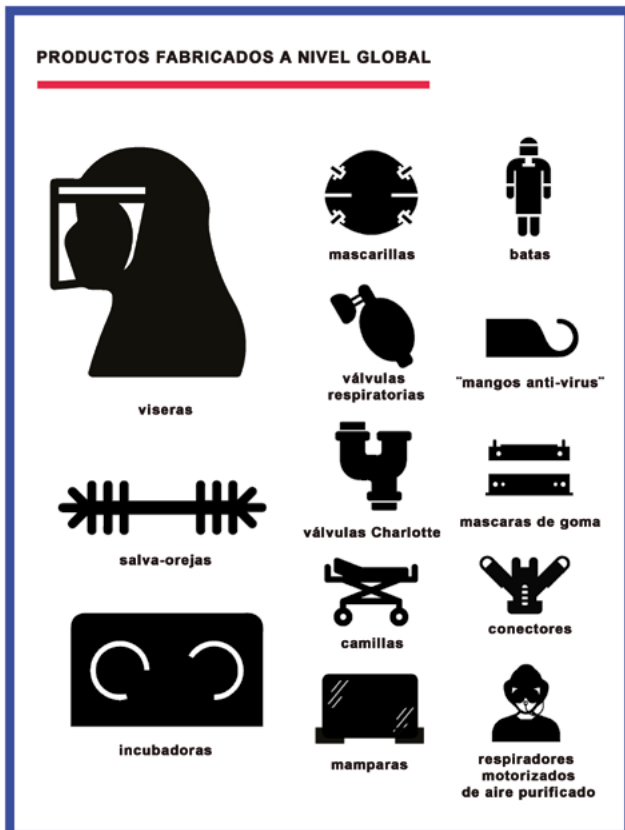 PRODUCTOS FABRICADOS A NIVEL GLOBAL
viseras
salva-orejas
incubadoras
mascarillas
válvulas
respiratorias
válvulas Charlotte
camillas
mamparas
batas
¨mangos anti-virus¨
mascaras de goma
conectores
respiradores
motorizados
de aire purificado